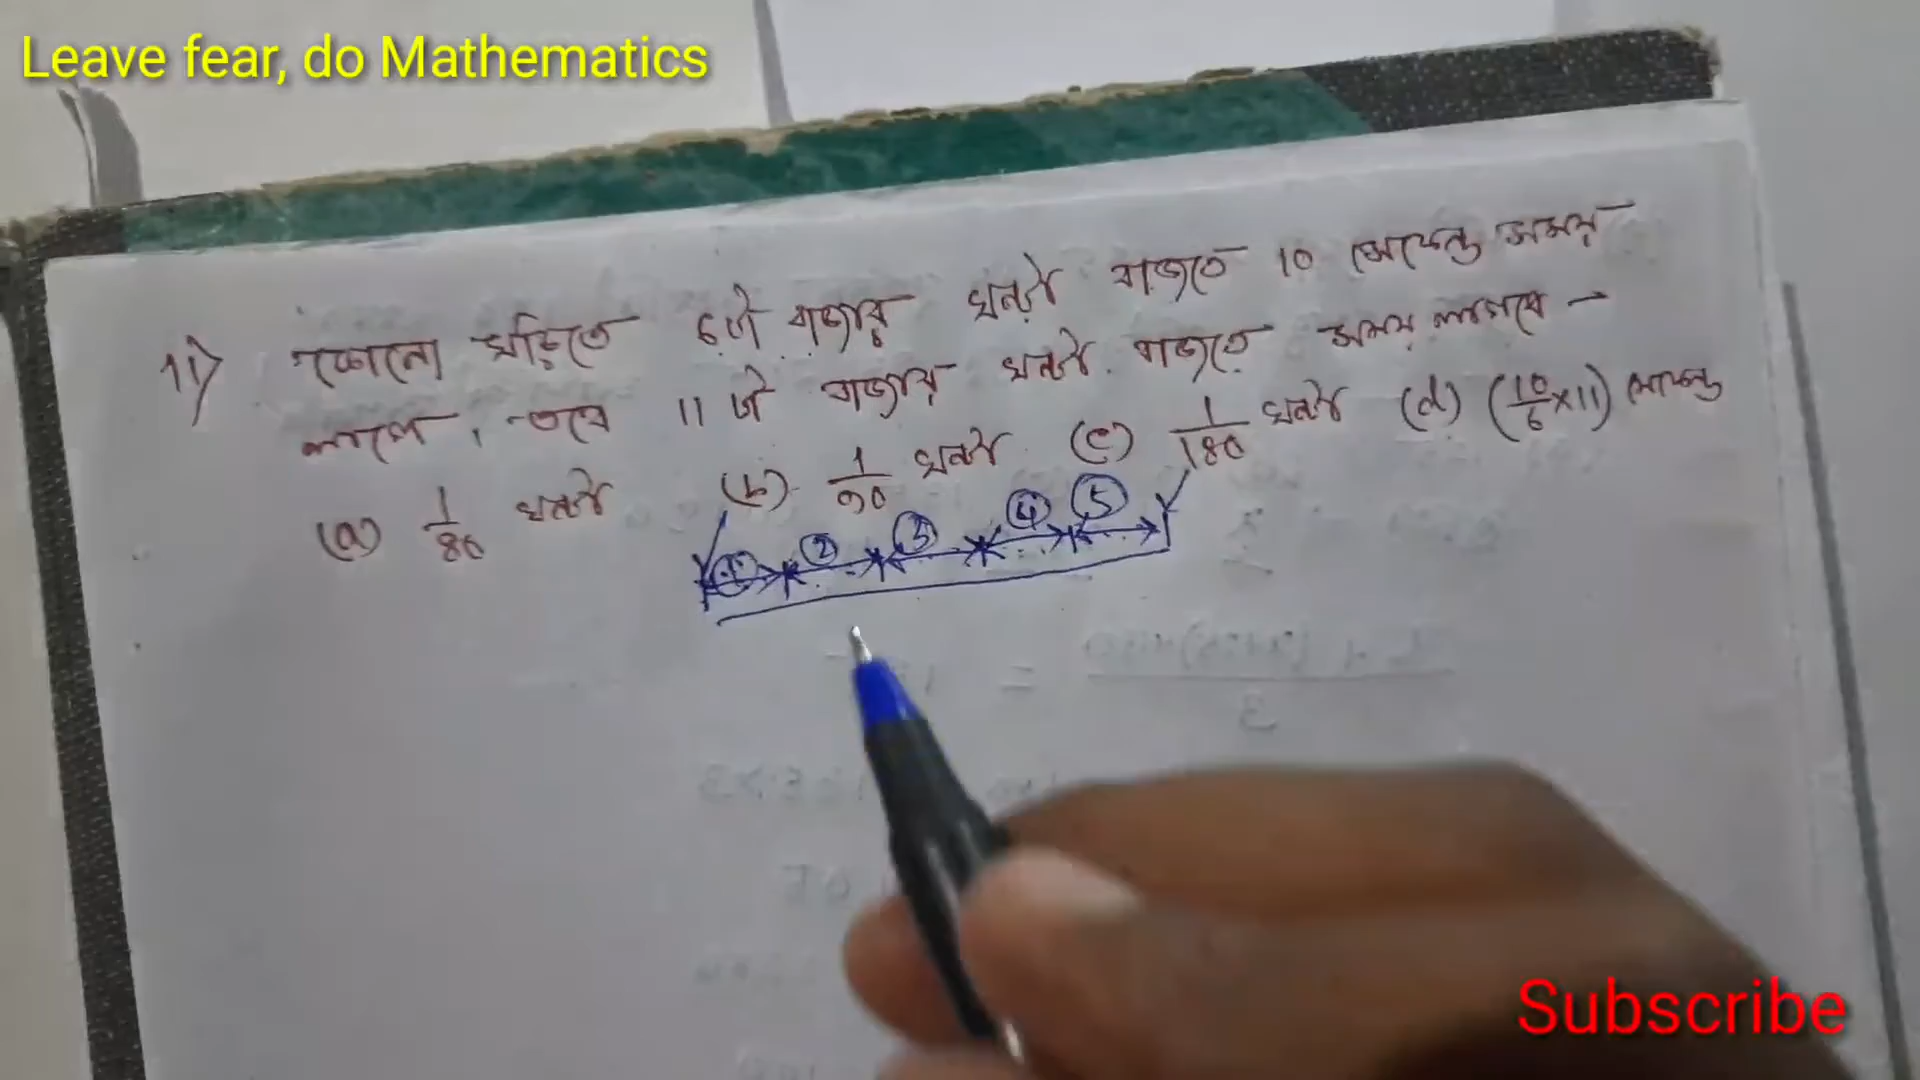 Leave fear, do Mathematics
11) কোনো ঘড়িতে 6টা বাজার ঘন্টা বাজতে 10 সেকেন্ড সময়
লাগে, তবে 11টা বাজার ঘন্টা বাজতে সময় লাগবে –
(a) 1/80 ঘন্টা (b) 1/90 ঘন্টা (c) 1/180 ঘন্টা (d) (10/6×11) সেকেন্ড
1 2 3 4 5
Subscribe